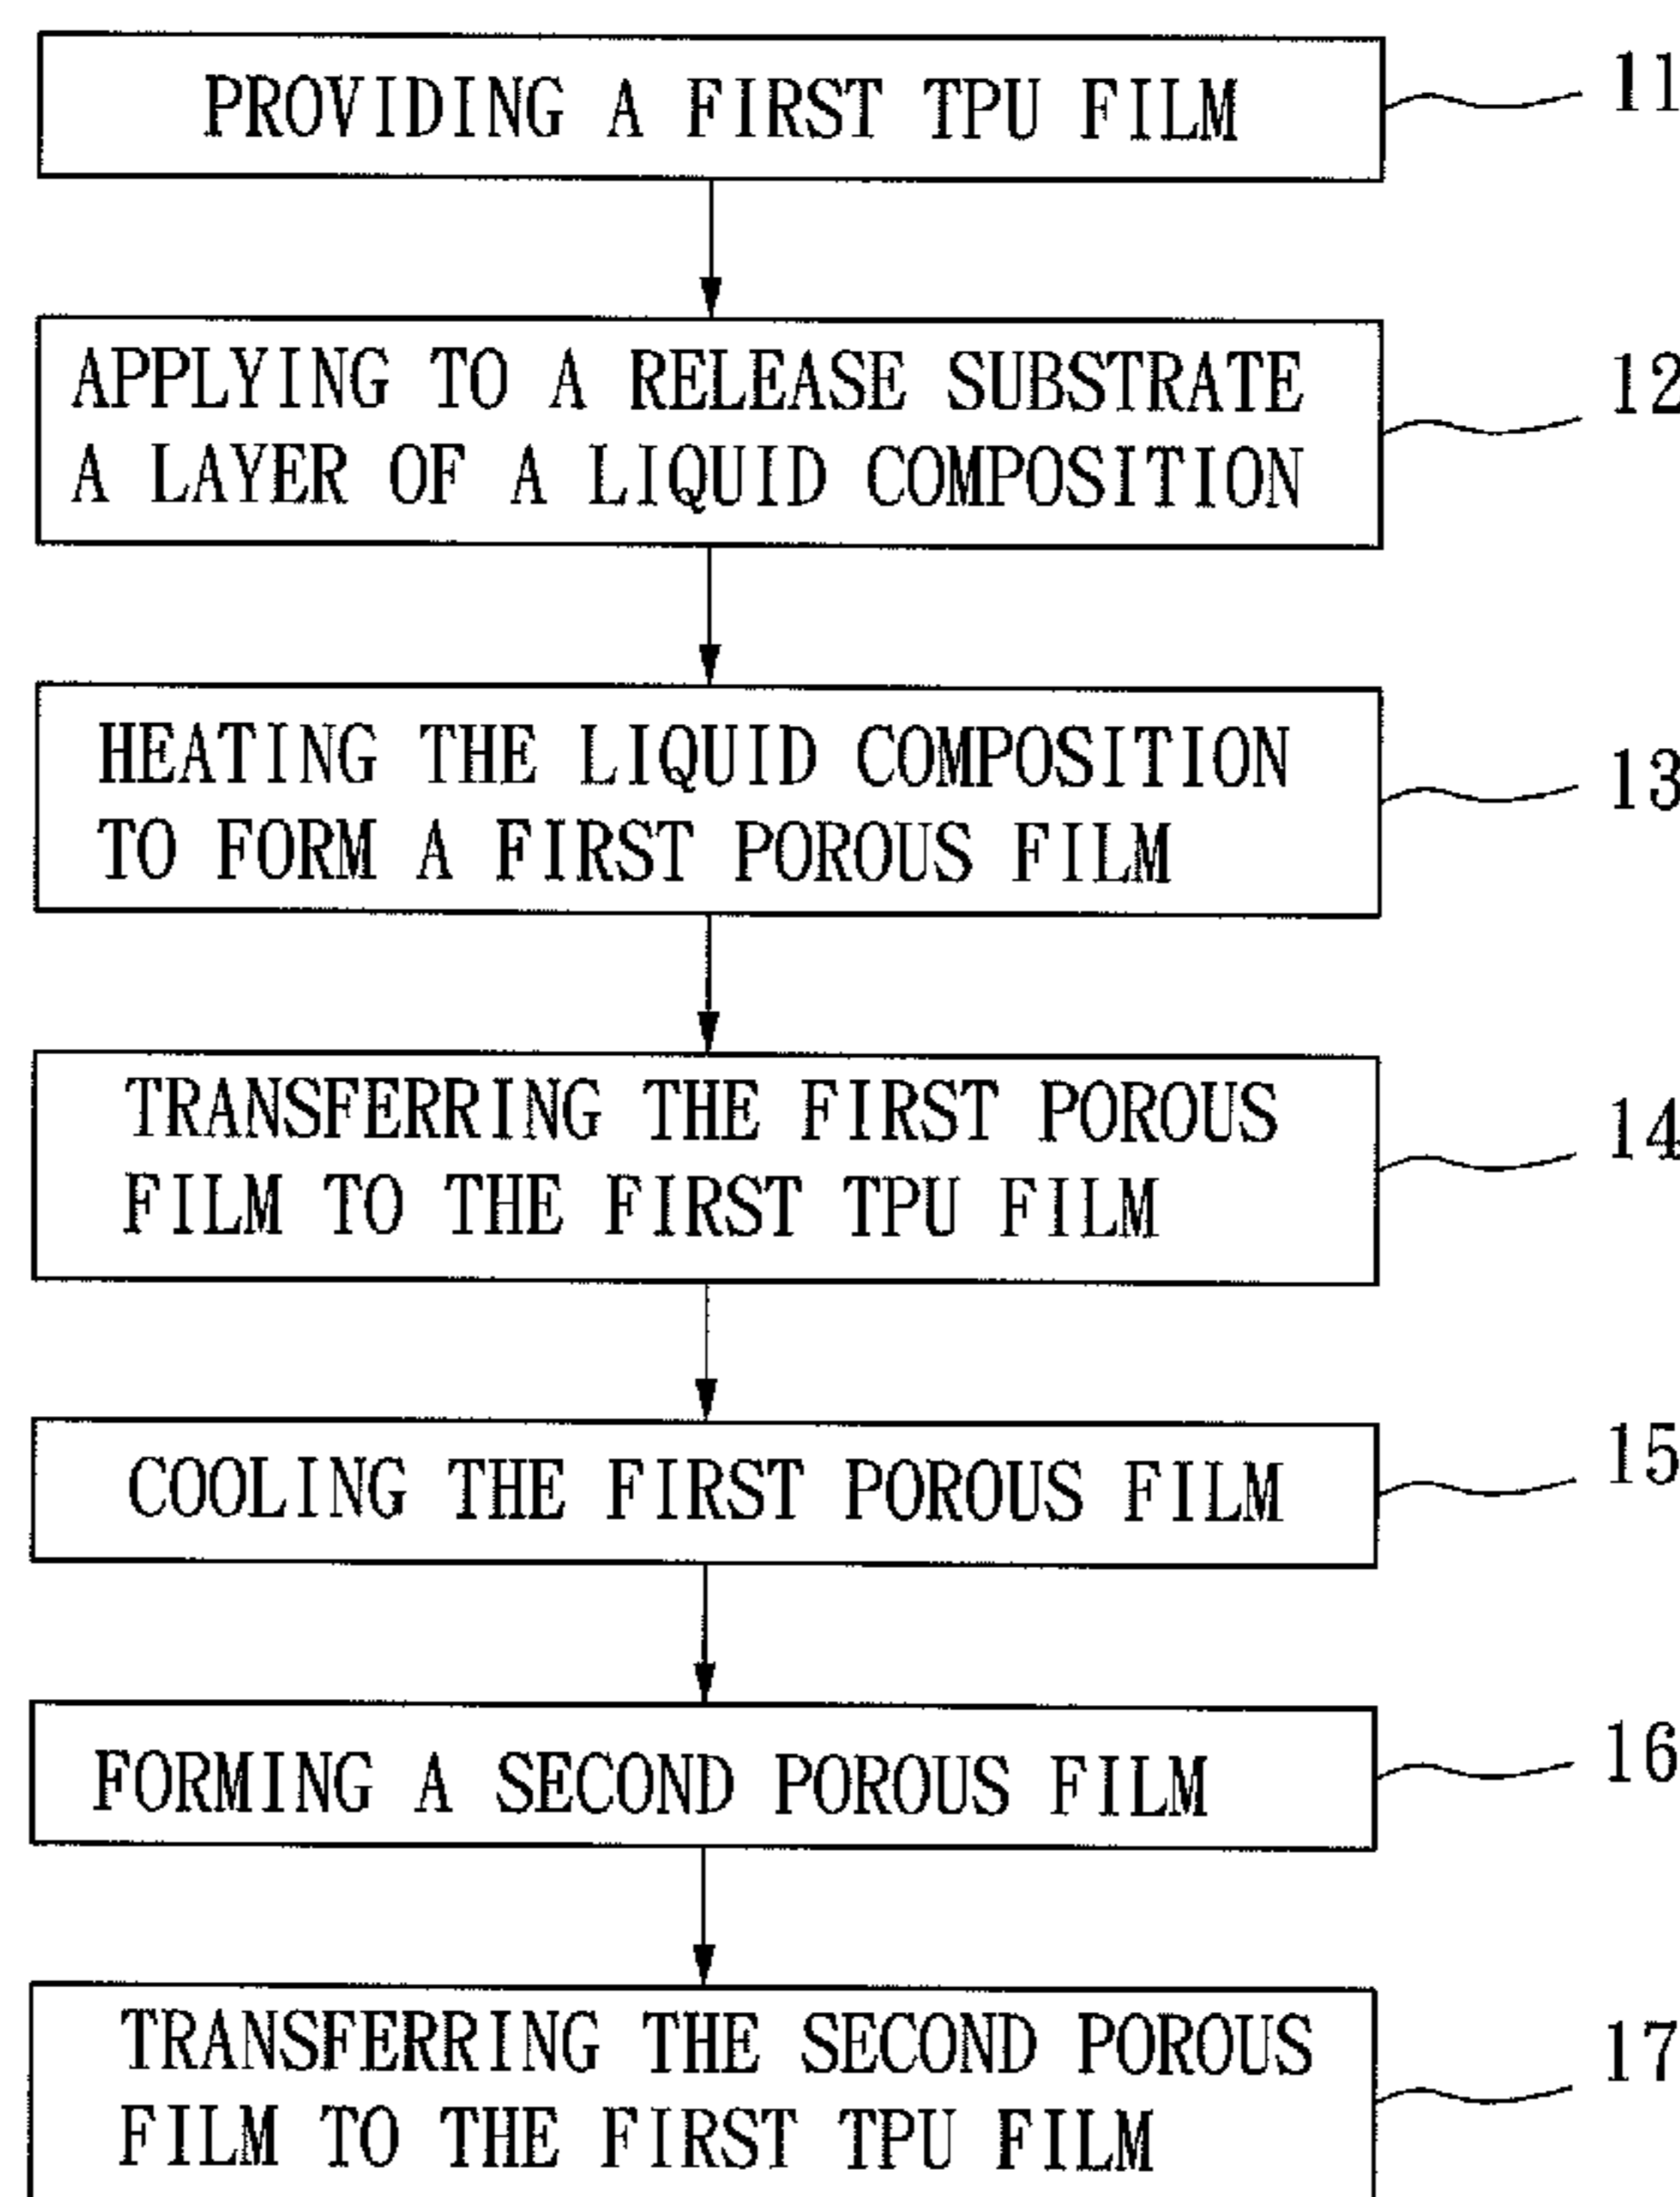 PROVIDING A FIRST TPU FILM
11
APPLYING TO A RELEASE SUBSTRATE
A LAYER OF A LIQUID COMPOSITION
12
HEATING THE LIQUID COMPOSITION
TO FORM A FIRST POROUS FILM
13
TRANSFERRING THE FIRST POROUS
FILM TO THE FIRST TPU FILM
14
COOLING THE FIRST POROUS FILM
15
FORMING A SECOND POROUS FILM
16
TRANSFERRING THE SECOND POROUS
FILM TO THE FIRST TPU FILM
17